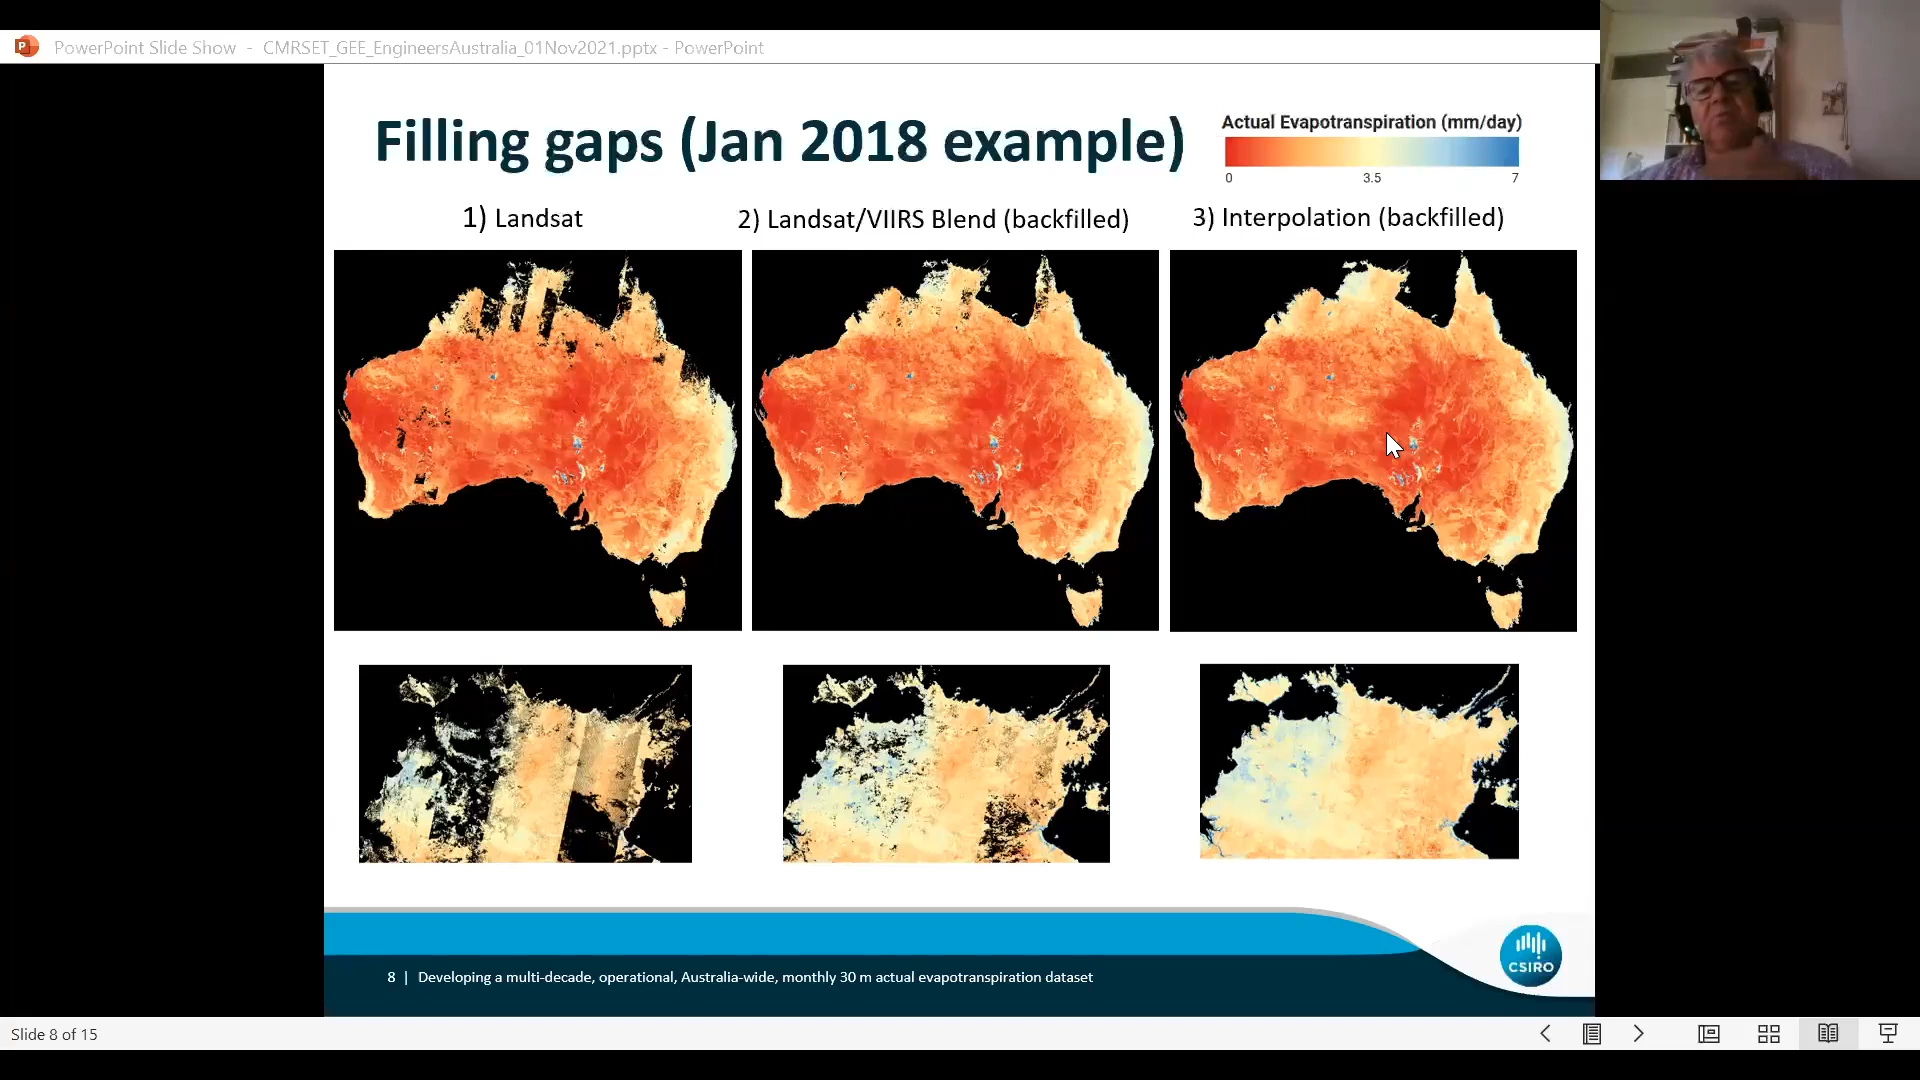 PowerPoint Slide Show - CMRSET_GEE_EngineersAustralia_01Nov2021.pptx - PowerPoint
Filling gaps (Jan 2018 example)
Actual Evapotranspiration (mm/day)
0 3.5 7
1) Landsat
2) Landsat/VIIRS Blend (backfilled)
3) Interpolation (backfilled)
CSIRO
8 | Developing a multi-decade, operational, Australia-wide, monthly 30 m actual evapotranspiration dataset
Slide 8 of 15